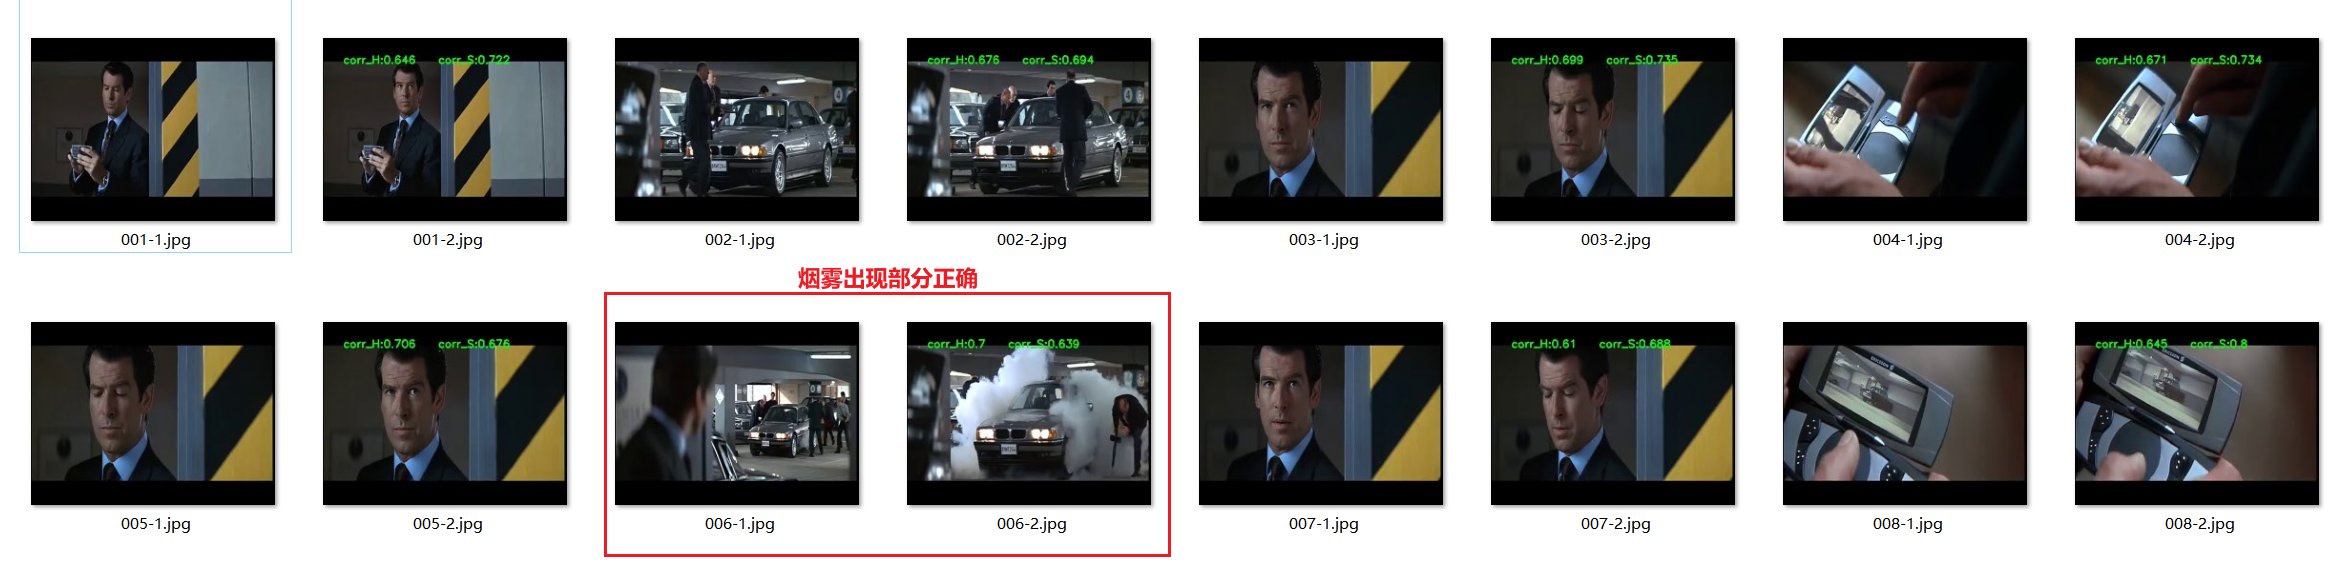 corr_H:0.646 corr_S:0.722
corr_H:0.676 corr_S:0.694
corr_H:0.699 corr_S:0.735
corr_H:0.671 corr_S:0.734
001-1.jpg
001-2.jpg
002-1.jpg
002-2.jpg
003-1.jpg
003-2.jpg
004-1.jpg
004-2.jpg
烟雾出现部分正确
corr_H:0.706 corr_S:0.676
corr_H:0.7 corr_S:0.639
corr_H:0.61 corr_S:0.688
corr_H:0.645 corr_S:0.8
005-1.jpg
005-2.jpg
006-1.jpg
006-2.jpg
007-1.jpg
007-2.jpg
008-1.jpg
008-2.jpg